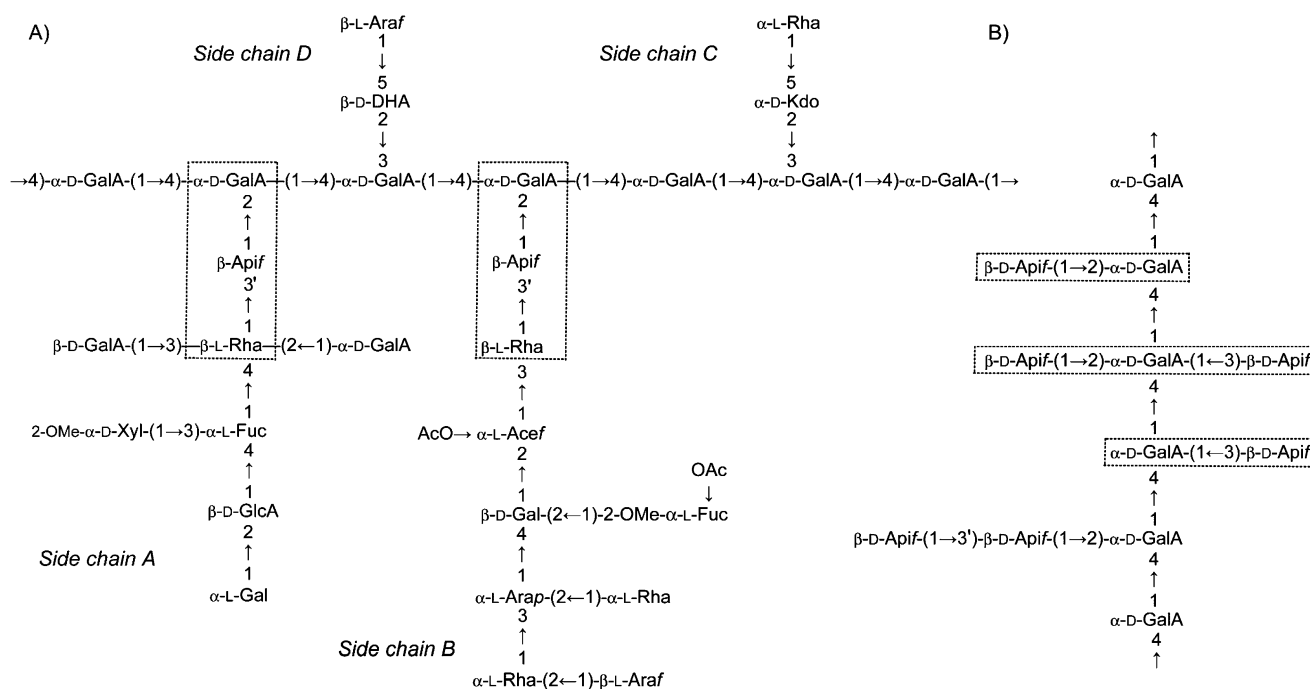 A)
β-L-Araf
1
↓
5
β-D-DHA
2
↓
3
Side chain D
α-L-Rha
1
↓
5
α-D-Kdo
2
↓
3
Side chain C
→4)-α-D-GalA-(1→4)-α-D-GalA-(1→4)-α-D-GalA-(1→4)-α-D-GalA-(1→4)-α-D-GalA-(1→4)-α-D-GalA-(1→4)-α-D-GalA-(1→
2
↑
1
β-Apif
3'
↑
1
β-D-GalA-(1→3)-β-L-Rha-(2←1)-α-D-GalA
4
↑
1
2-OMe-α-D-Xyl-(1→3)-α-L-Fuc
4
↑
1
β-D-GlcA
2
↑
1
α-L-Gal
Side chain A
2
↑
1
β-Apif
3'
↑
1
β-L-Rha
3
↑
1
AcO→ α-L-Acef
2
↑
1
OAc
↓
β-D-Gal-(2←1)-2-OMe-α-L-Fuc
4
↑
1
α-L-Arap-(2←1)-α-L-Rha
3
↑
1
α-L-Rha-(2←1)-β-L-Araf
Side chain B
B)
↑
1
α-D-GalA
4
↑
1
β-D-Apif-(1→2)-α-D-GalA
4
↑
1
β-D-Apif-(1→2)-α-D-GalA-(1←3)-β-D-Apif
4
↑
1
α-D-GalA-(1←3)-β-D-Apif
4
↑
1
β-D-Apif-(1→3')-β-D-Apif-(1→2)-α-D-GalA
4
↑
1
α-D-GalA
4
↑